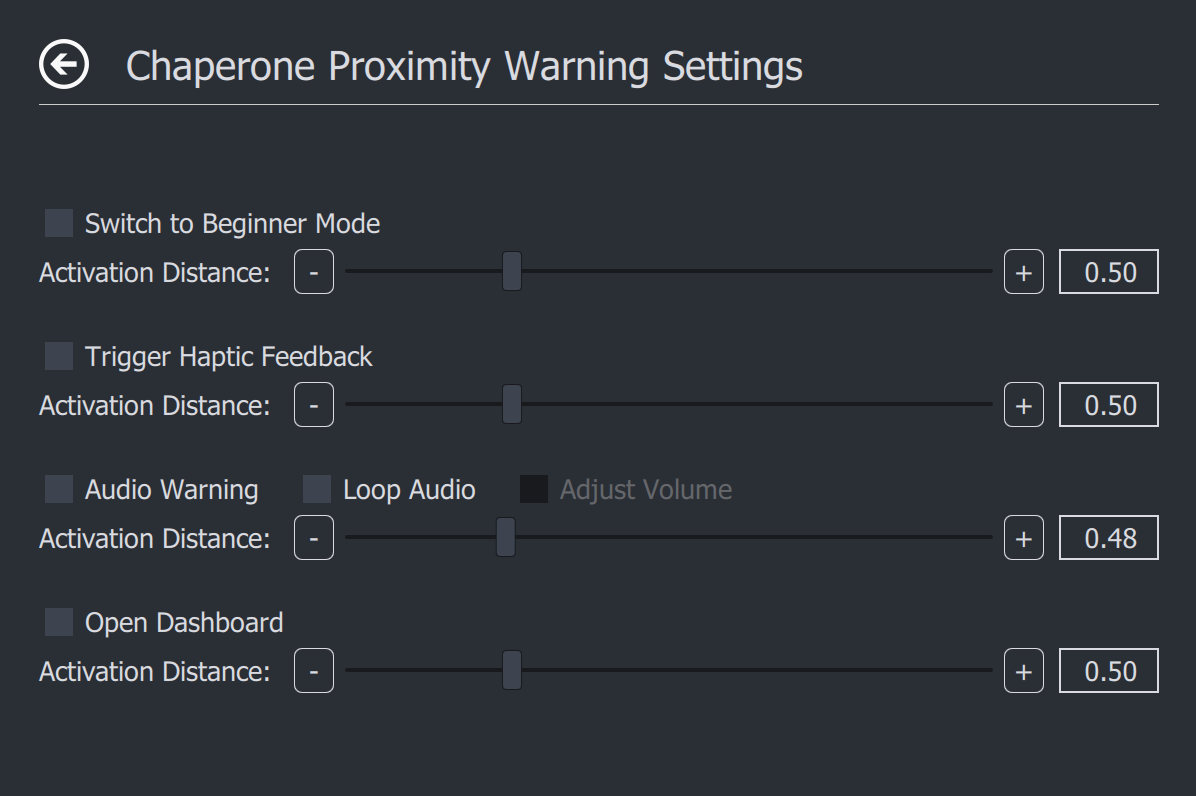 Chaperone Proximity Warning Settings
Switch to Beginner Mode
Activation Distance: - + 0.50
Trigger Haptic Feedback
Activation Distance: - + 0.50
Audio Warning Loop Audio Adjust Volume
Activation Distance: - + 0.48
Open Dashboard
Activation Distance: - + 0.50